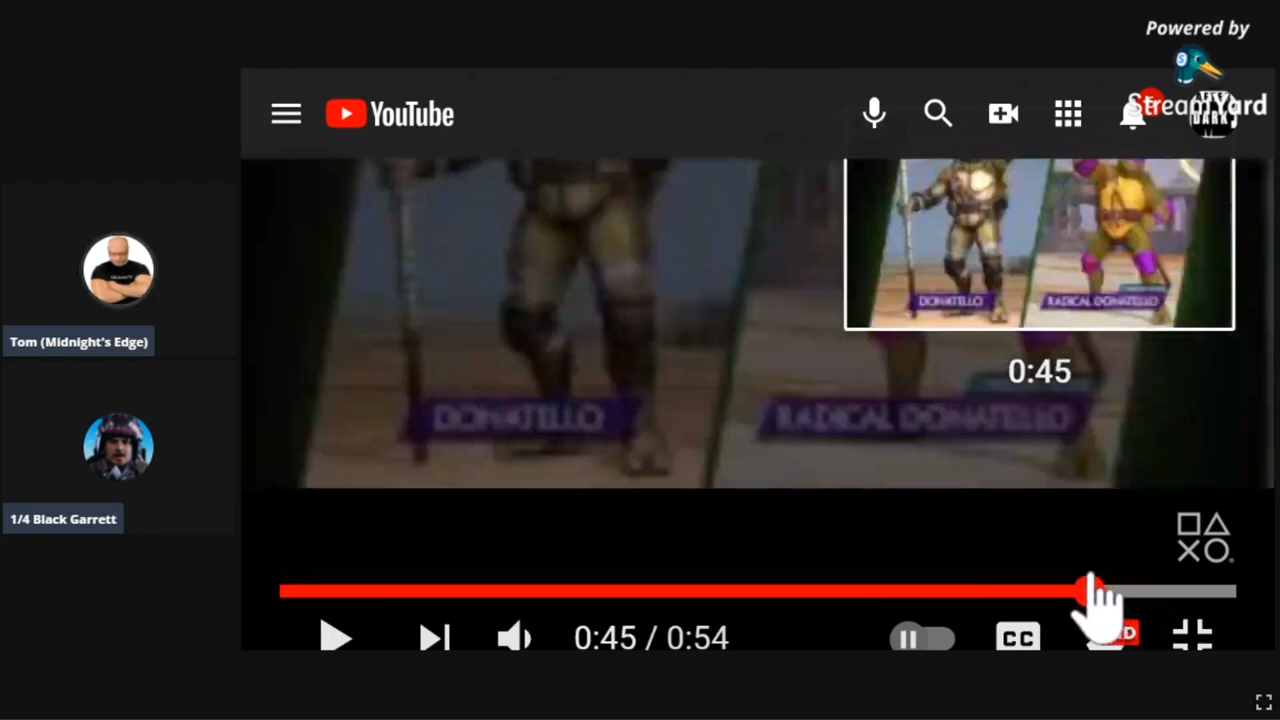 Powered by
StreamYard
YouTube
DARK
DONATELLO
RADICAL DONATELLO
0:45
DONATELLO
RADICAL DONATELLO
0:45 / 0:54
CC
Tom (Midnight's Edge)
1/4 Black Garrett